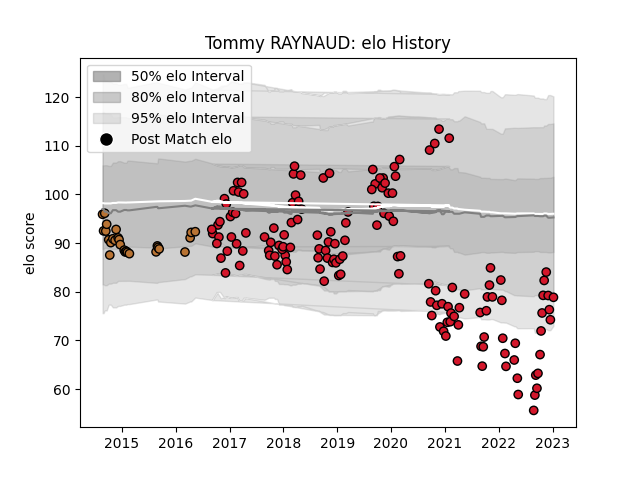 Tommy RAYNAUD: elo History
50% elo Interval
80% elo Interval
95% elo Interval
Post Match elo
elo score
120
110
100
90
80
70
60
2015 2016 2017 2018 2019 2020 2021 2022 2023